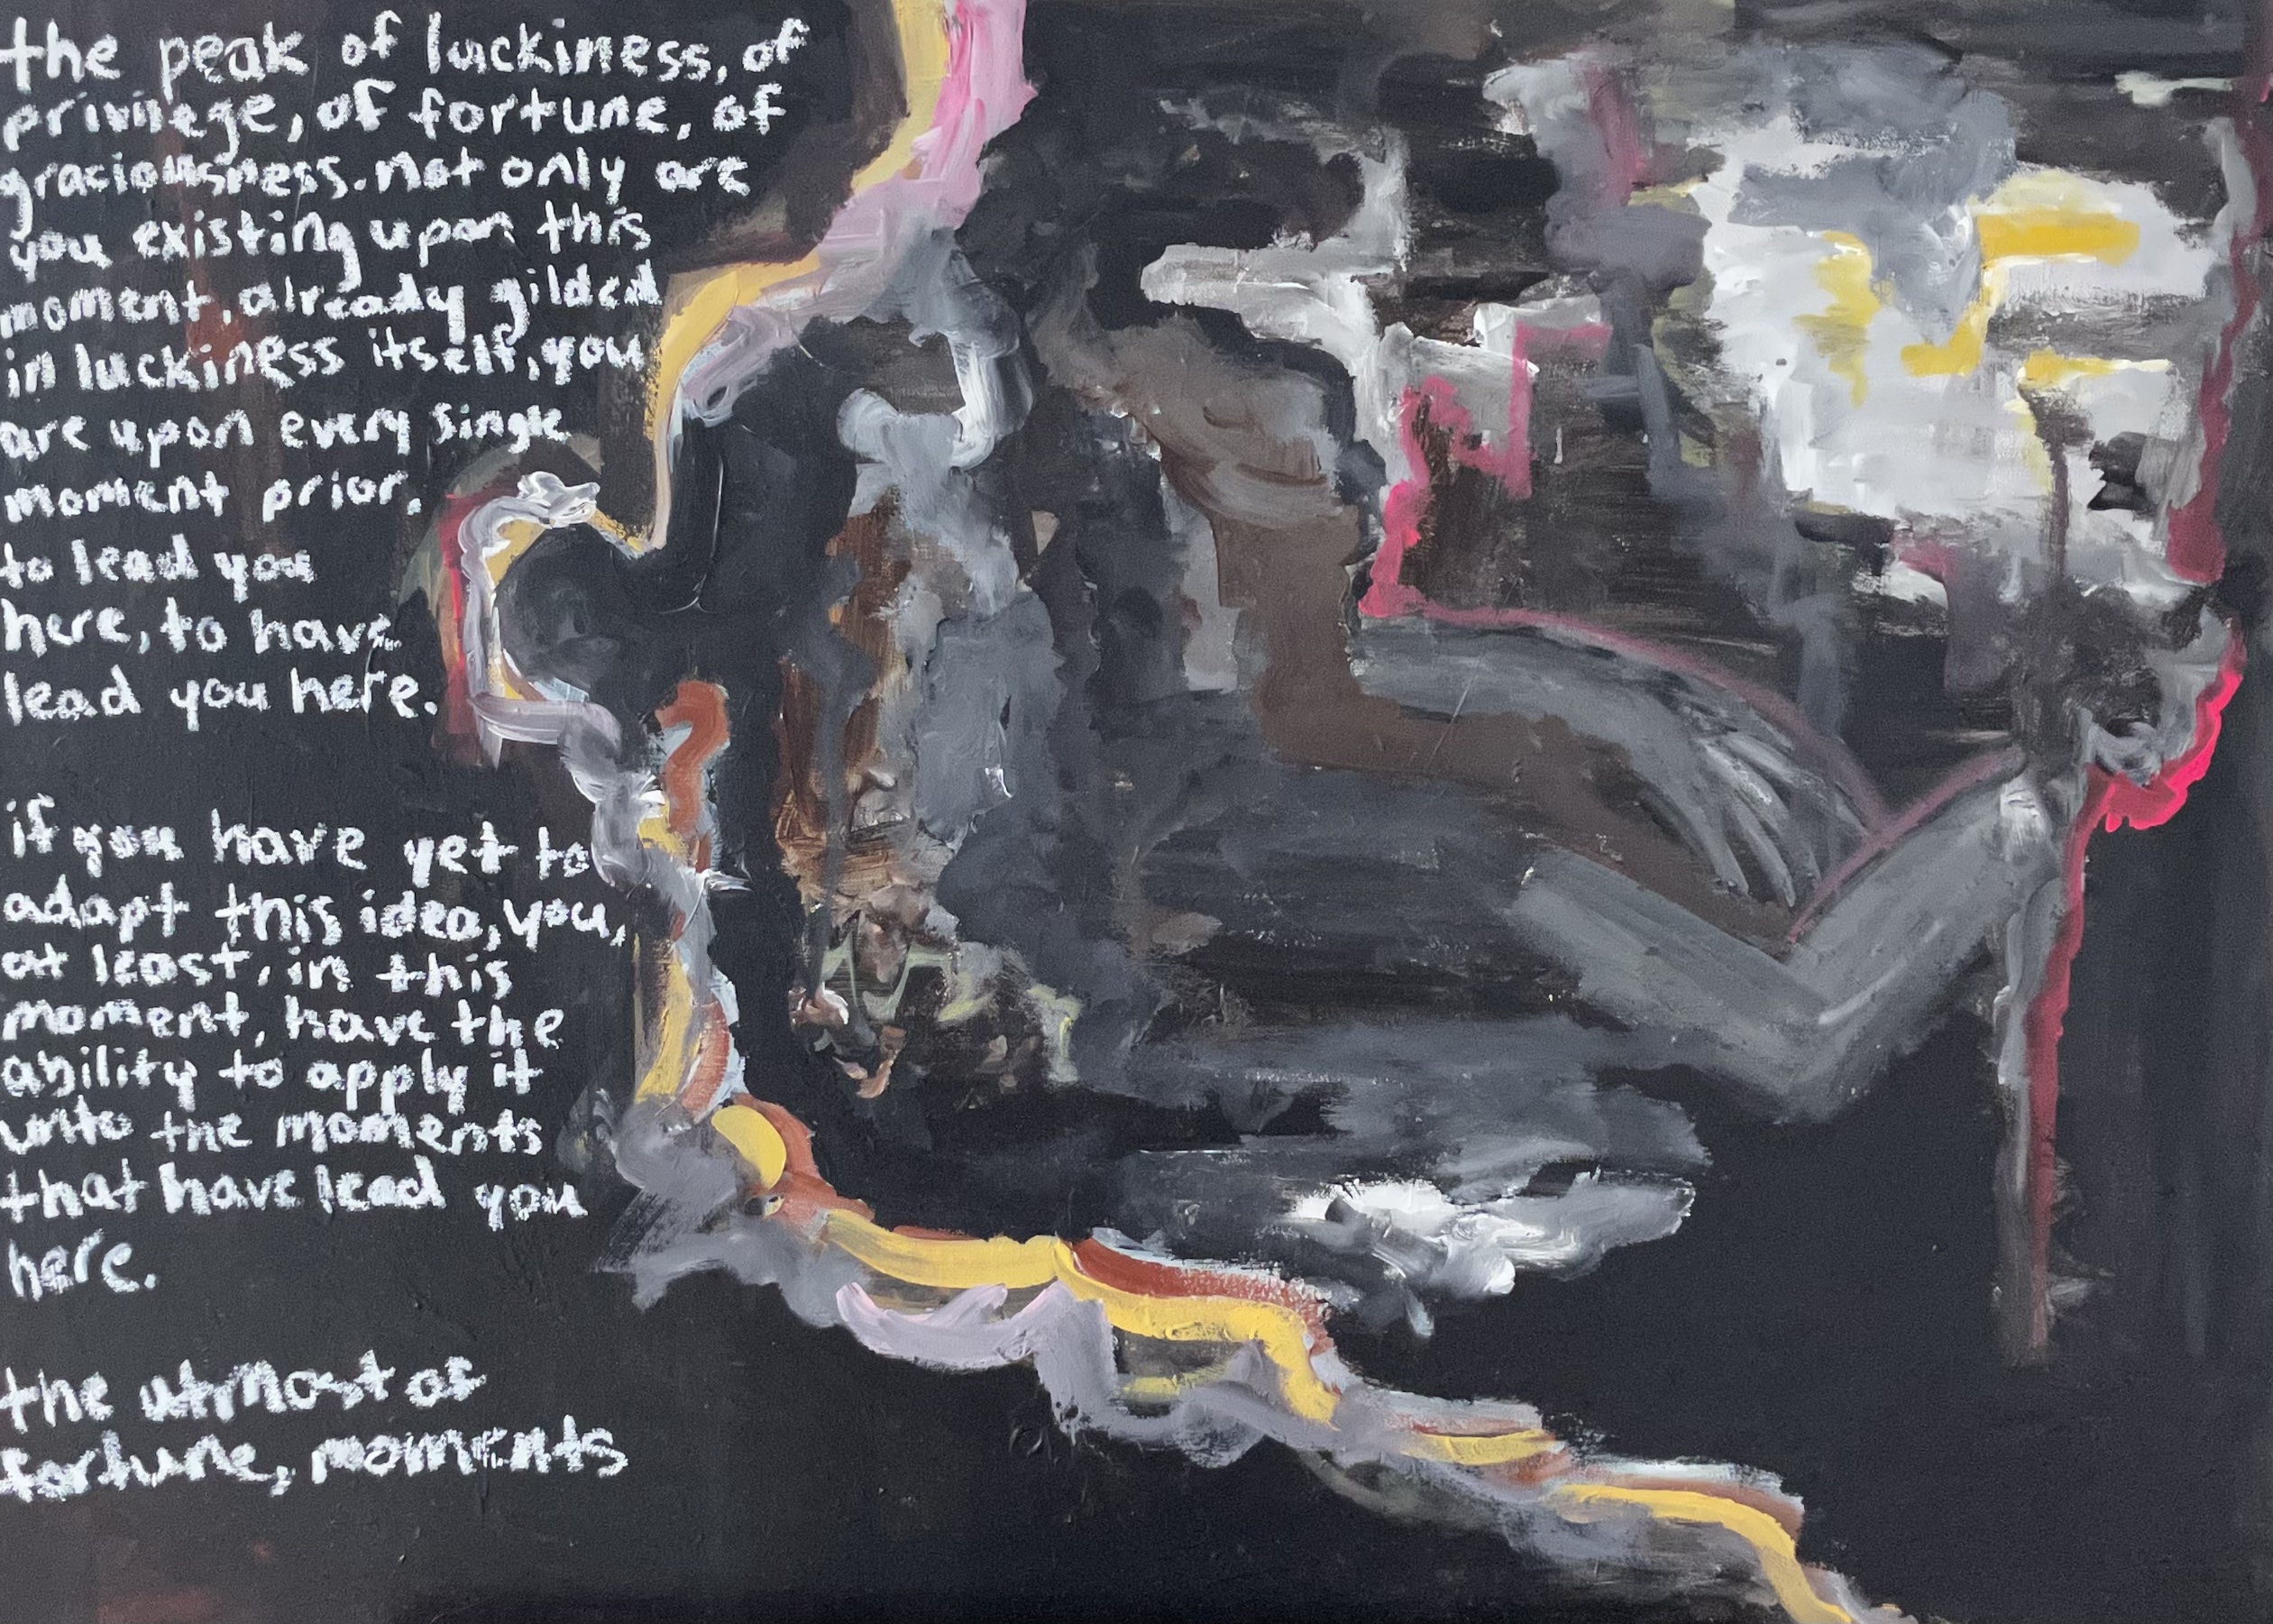 the peak of luckiness, of
privilege, of fortune, of
graciousness. not only are
you existing upon this
moment, already gilded
in luckiness itself, you
are upon every single
moment prior,
to lead you
here, to have
lead you here.
if you have yet to
adapt this idea, you,
at least, in this
moment, have the
ability to apply it
unto the moments
that have lead you
here.
the utmost of
fortune, moments